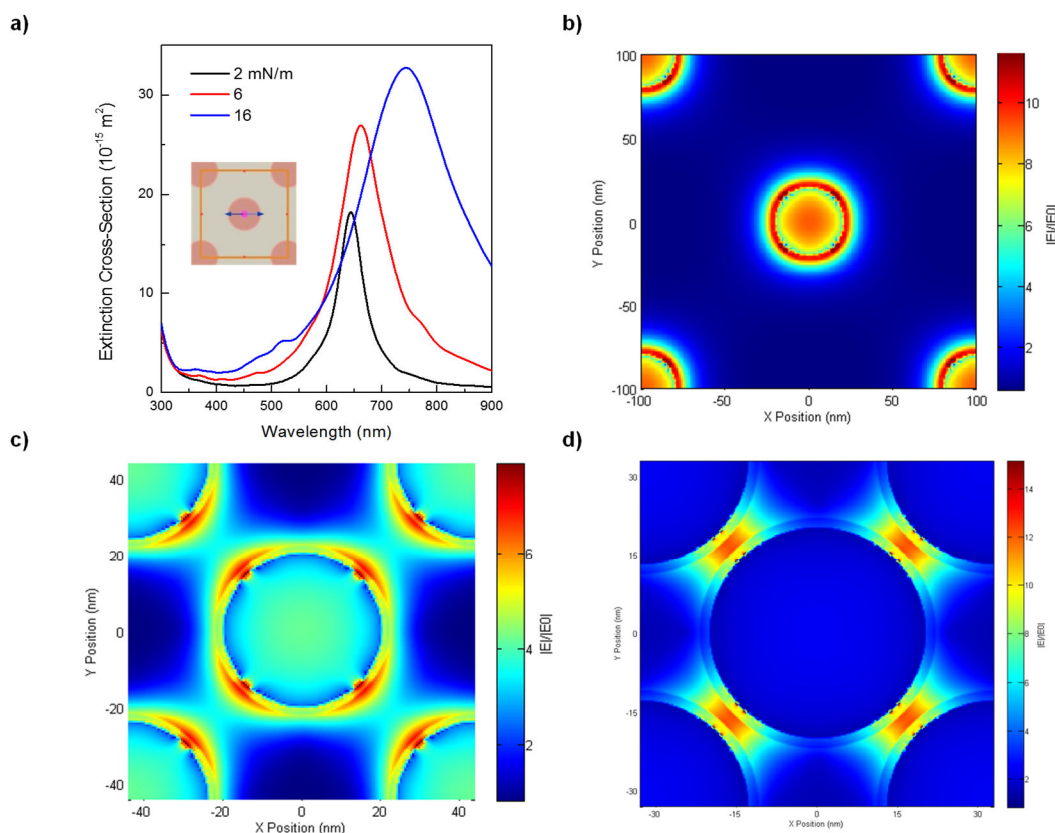 a)
Extinction Cross-Section (10⁻¹⁵ m²)
30
20
10
0
2 mN/m
6
16
300 400 500 600 700 800 900
Wavelength (nm)
b)
Y Position (nm)
100
50
0
-50
-100
-100 -50 0 50 100
X Position (nm)
10
8
6
4
2
|E|/|E0|
c)
Y Position (nm)
40
20
0
-20
-40
-40 -20 0 20 40
X Position (nm)
6
4
2
|E|/|E0|
d)
Y Position (nm)
30
15
0
-15
-30
-30 -15 0 15 30
X Position (nm)
14
12
10
8
6
4
2
|E|/|E0|